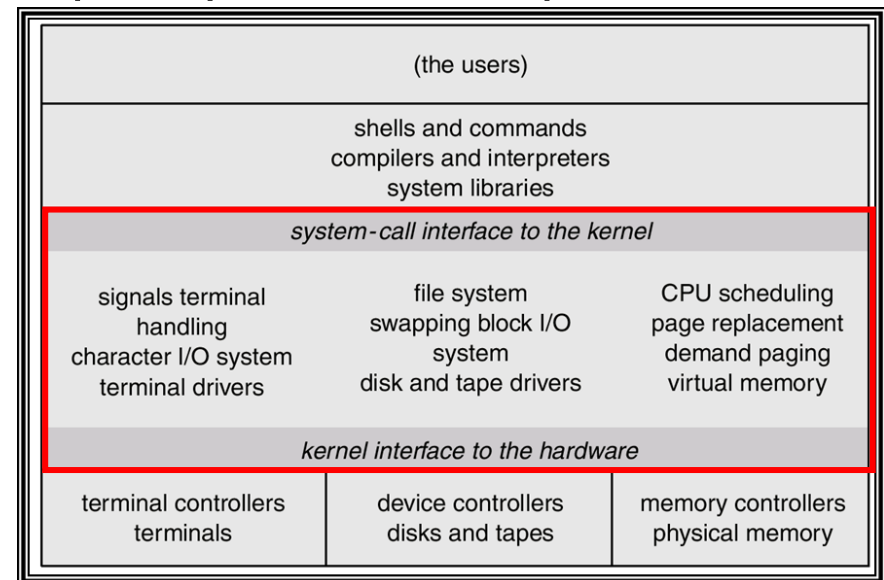 (the users)
shells and commands
compilers and interpreters
system libraries
system-call interface to the kernel
signals terminal
handling
character I/O system
terminal drivers
file system
swapping block I/O
system
disk and tape drivers
CPU scheduling
page replacement
demand paging
virtual memory
kernel interface to the hardware
terminal controllers
terminals
device controllers
disks and tapes
memory controllers
physical memory